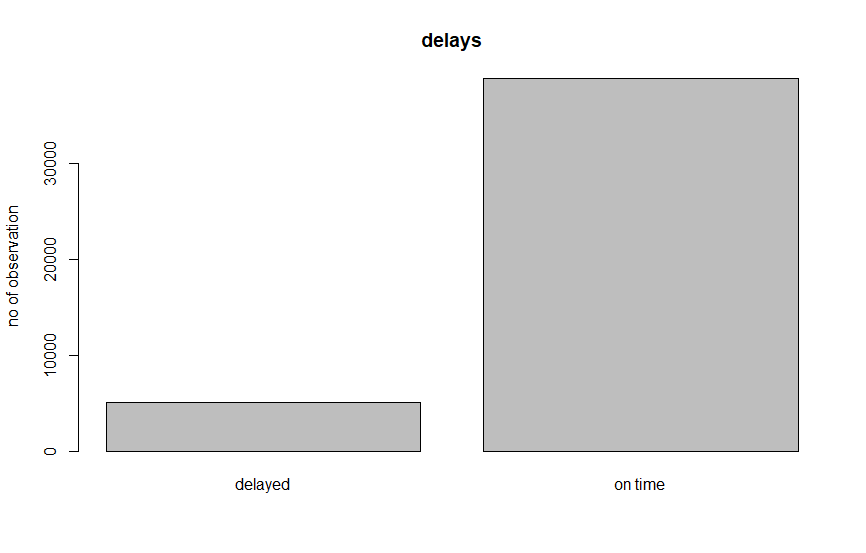 delays
no of observation
30000
20000
10000
0
delayed
on time